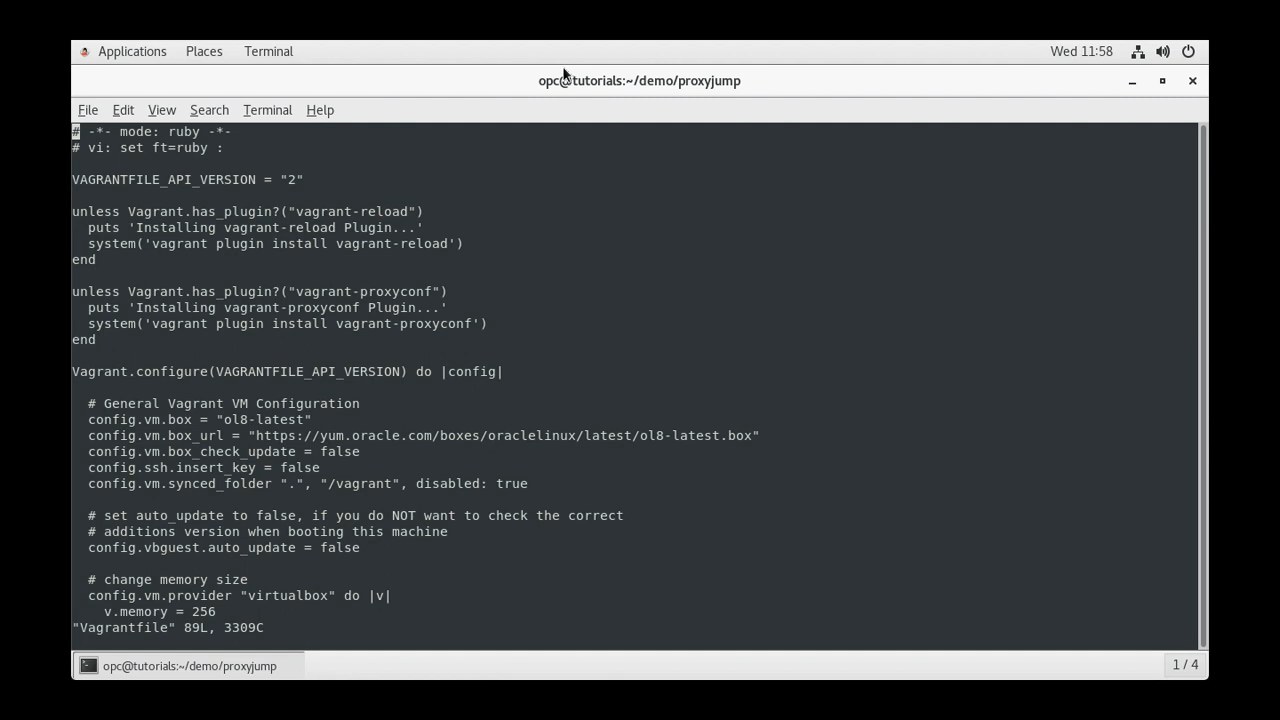 Applications Places Terminal Wed 11:58
opc@tutorials:~/demo/proxyjump
File Edit View Search Terminal Help
# -*- mode: ruby -*-
# vi: set ft=ruby :
VAGRANTFILE_API_VERSION = "2"
unless Vagrant.has_plugin?("vagrant-reload")
  puts 'Installing vagrant-reload Plugin...'
  system('vagrant plugin install vagrant-reload')
end
unless Vagrant.has_plugin?("vagrant-proxyconf")
  puts 'Installing vagrant-proxyconf Plugin...'
  system('vagrant plugin install vagrant-proxyconf')
end
Vagrant.configure(VAGRANTFILE_API_VERSION) do |config|
  # General Vagrant VM Configuration
  config.vm.box = "ol8-latest"
  config.vm.box_url = "https://yum.oracle.com/boxes/oraclelinux/latest/ol8-latest.box"
  config.vm.box_check_update = false
  config.ssh.insert_key = false
  config.vm.synced_folder ".", "/vagrant", disabled: true
  # set auto_update to false, if you do NOT want to check the correct
  # additions version when booting this machine
  config.vbguest.auto_update = false
  # change memory size
  config.vm.provider "virtualbox" do |v|
    v.memory = 256
"Vagrantfile" 89L, 3309C
opc@tutorials:~/demo/proxyjump 1 / 4